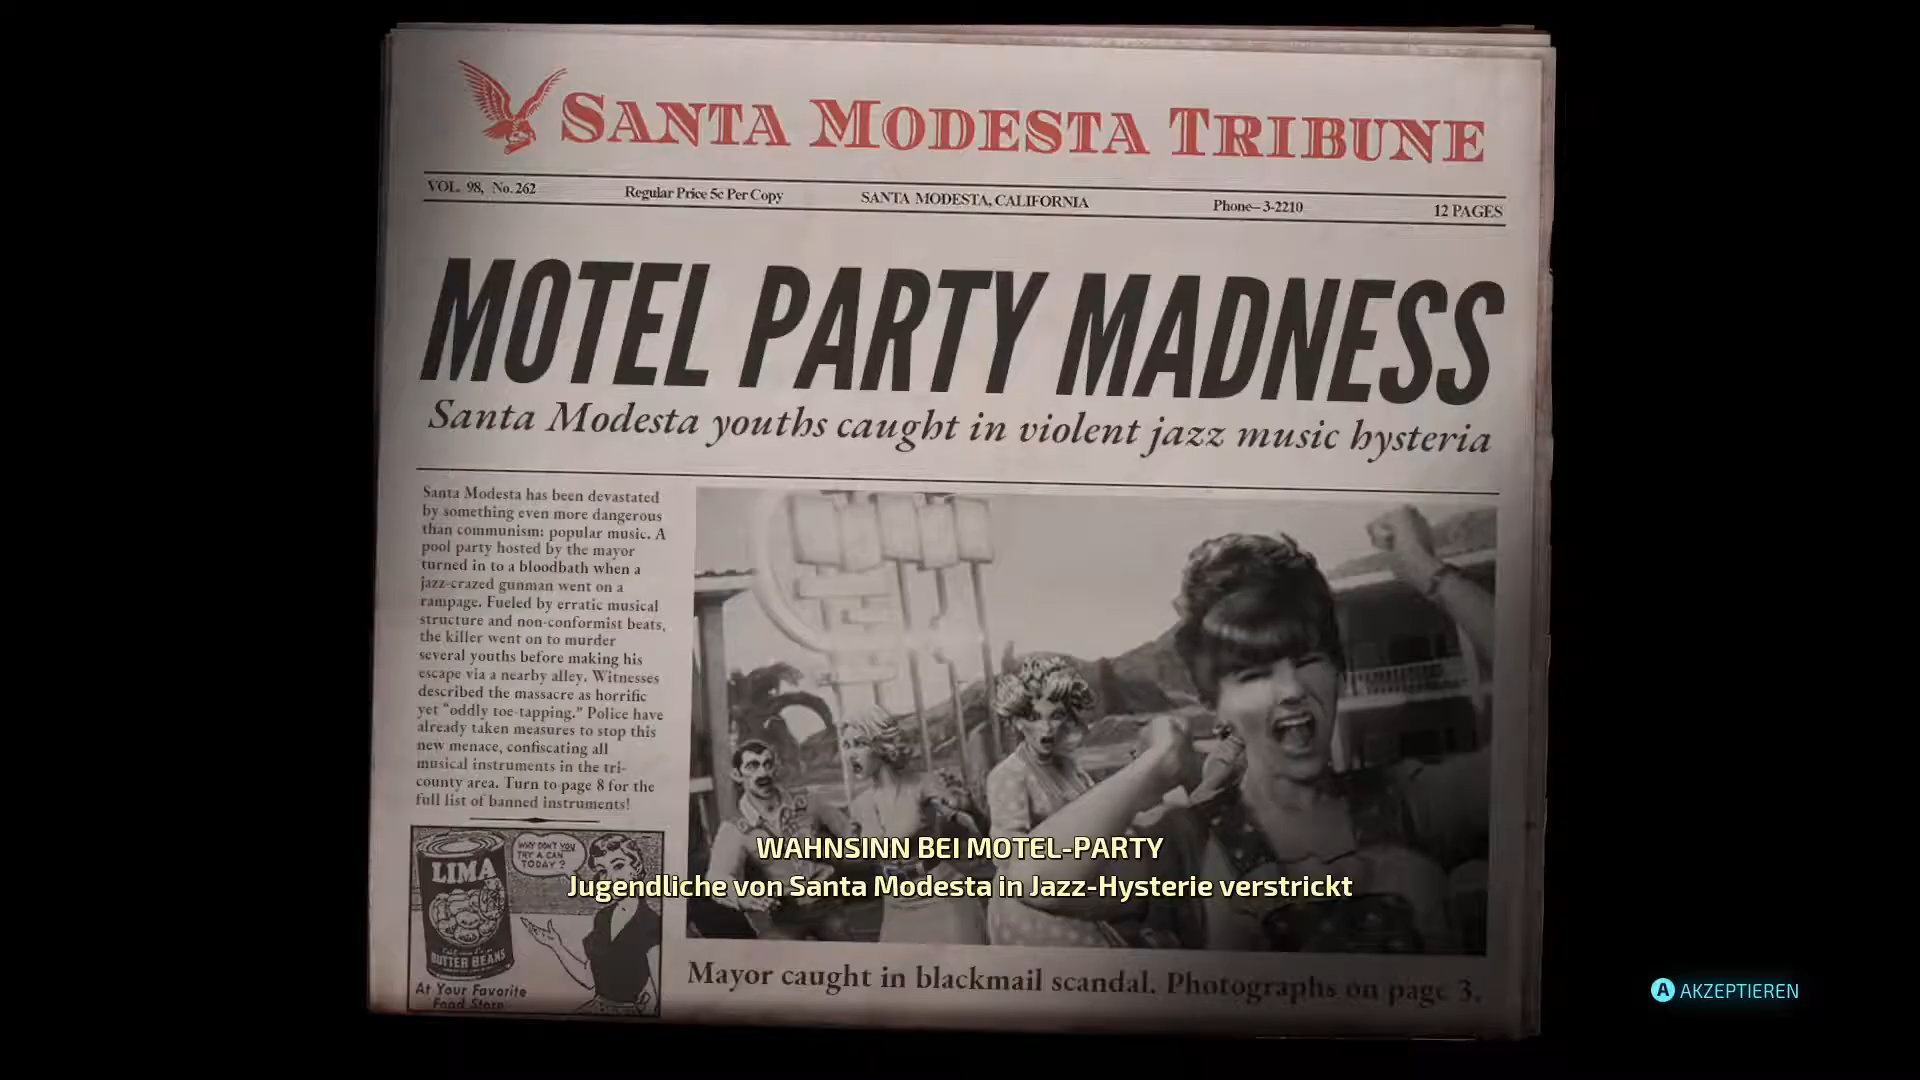 SANTA MODESTA TRIBUNE
VOL. 98, No. 262 Regular Price 5c Per Copy SANTA MODESTA, CALIFORNIA Phone–3-2210 12 PAGES
MOTEL PARTY MADNESS
Santa Modesta youths caught in violent jazz music hysteria
Santa Modesta has been devastated
by something even more dangerous
than communism: popular music. A
pool party hosted by the mayor
turned in to a bloodbath when a
jazz-crazed gunman went on a
rampage. Fueled by erratic musical
structure and non-conformist beats,
the killer went on to murder
several youths before making his
escape via a nearby alley. Witnesses
described the massacre as horrific
yet “oddly toe-tapping.” Police have
already taken measures to stop this
new menace, confiscating all
musical instruments in the tri-
county area. Turn to page 8 for the
full list of banned instruments!
LIMA
BUTTER BEANS
WHY DON'T YOU
TRY A CAN
TODAY?
At Your Favorite
Food Store
WAHNSINN BEI MOTEL-PARTY
Jugendliche von Santa Modesta in Jazz-Hysterie verstrickt
Mayor caught in blackmail scandal. Photographs on page 3.
A AKZEPTIEREN